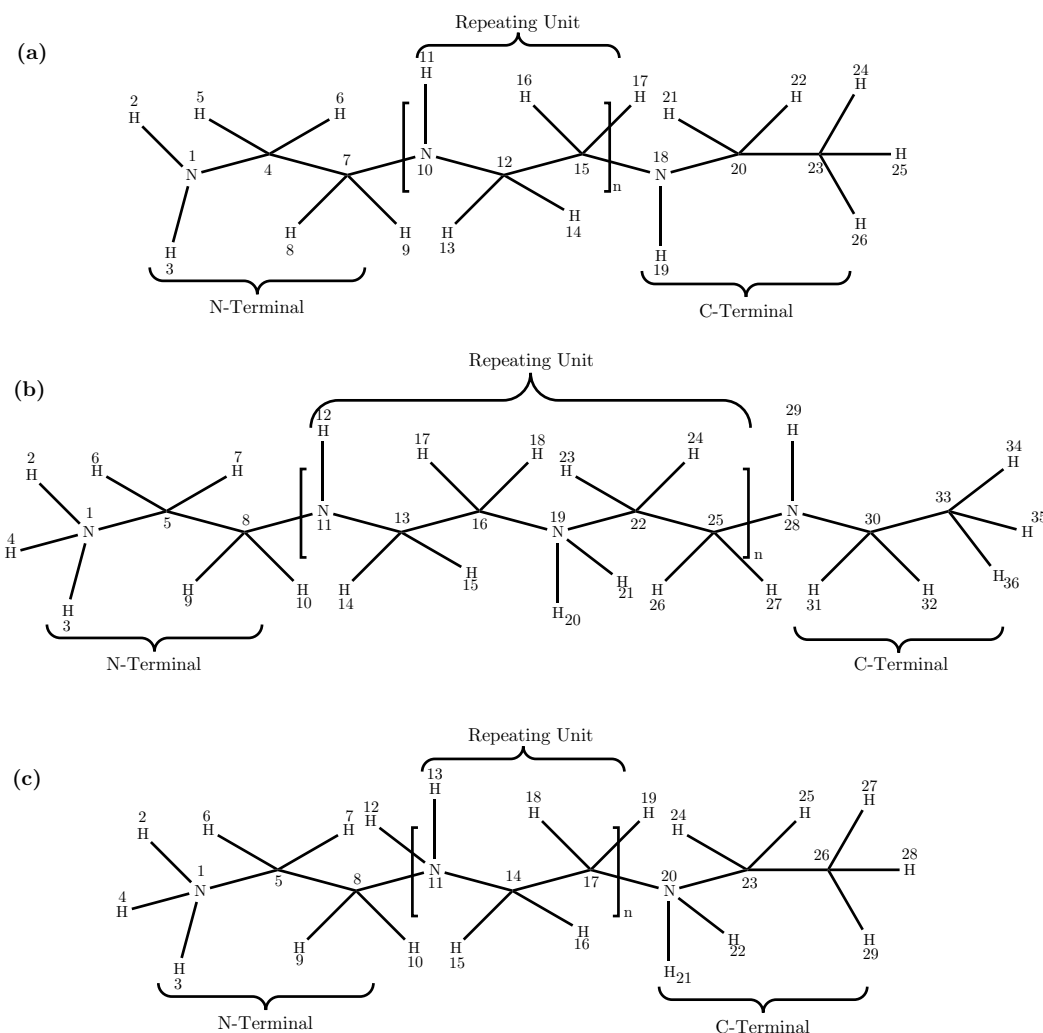 Repeating Unit
(a)
11
H
24
H
16 17 22
H H H
2 5 6 21
H H H H
1 N
4
7
N 10
12
15
n
18 N
20
23
H 25
H 8
H 9
H 13
H 14
H 26
H 3
H 19
N-Terminal
C-Terminal
Repeating Unit
(b)
12 H
29 H
2 H
6 H
7 H
17 H
18 H
23 H
24 H
34 H
1 N
4 H
5
8
N 11
13
16
19 N
22
25
n
N 28
30
33
35 H
H 3
H 9
H 10
H 14
H 15
H20
H 21
H 26
H 27
H 31
H 32
H36
N-Terminal
C-Terminal
Repeating Unit
(c)
13 H
2 H
6 H
7 H
12 H
18 H
19 H
24 H
25 H
27 H
1 N
4 H
5
8
N 11
14
17
n
20 N
23
26
28 H
H 3
H 9
H 10
H 15
H 16
H21
H 22
H 29
N-Terminal
C-Terminal